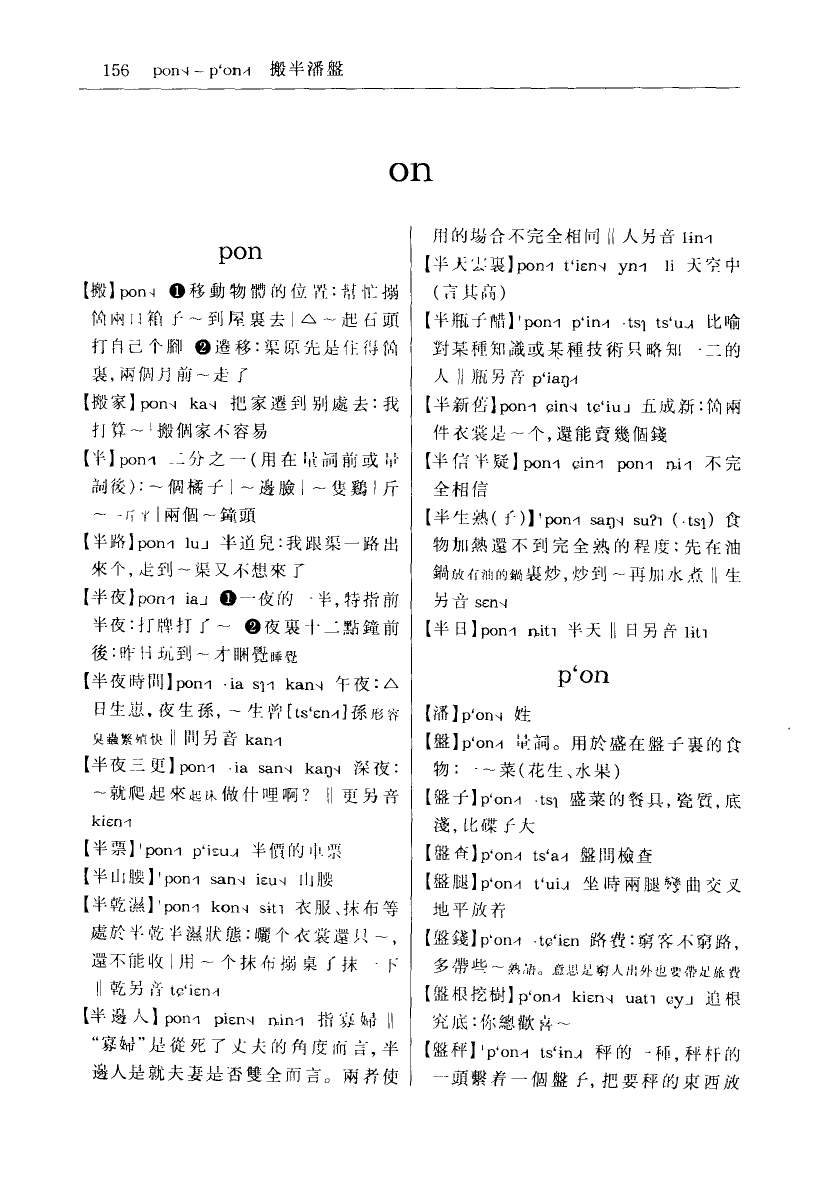 156 pon˧ – p‘on˩ 搬半潘盤
on
pon
【搬】pon˧ ❶移動物體的位置：幫忙搦
箇兩口箱子～到屋裏去｜△～起石頭
打自己个腳 ❷遷移：渠原先是住得箇
裏，兩個月前～走了
【搬家】pon˧ ka˧ 把家遷到別處去：我
打算～｜搬個家不容易
【半】pon˦ 二分之一(用在量詞前或量
詞後)：～個橘子｜～邊臉｜～隻鷄｜斤
～一斤半｜兩個～鐘頭
【半路】pon˦ lu˩ 半道兒：我跟渠一路出
來个，走到～渠又不想來了
【半夜】pon˦ ia˩ ❶一夜的一半，特指前
半夜：打牌打了～ ❷夜裏十二點鐘前
後：昨日玩到～才睏覺睡覺
【半夜時間】pon˦ ·ia sɿ˦ kan˧ 午夜：△
日生崽，夜生孫，～生曾[ts‘ɛn˩]孫形容
臭蟲繁殖快‖間另音 kan˦
【半夜三更】pon˦ ·ia san˧ kaŋ˧ 深夜：
～就爬起來起床做什哩啊？‖更另音
kiɛn˦
【半票】'pon˦ p‘iɛu˩ 半價的車票
【半山腰】'pon˦ san˧ iɛu˧ 山腰
【半乾濕】'pon˦ kon˧ sit˥ 衣服、抹布等
處於半乾半濕狀態：曬个衣裳還只～，
還不能收｜用～个抹布搦桌子抹一下
‖乾另音 tɕ‘iɛn˩
【半邊人】pon˦ piɛn˧ ȵin˦ 指寡婦‖
“寡婦”是從死了丈夫的角度而言，半
邊人是就夫妻是否雙全而言。兩者使
用的場合不完全相同‖人另音 lin˦
【半天雲裏】pon˦ t‘iɛn˧ yn˦ li 天空中
(言其高)
【半瓶子醋】'pon˦ p‘in˩ ·tsɿ ts‘u˩ 比喻
對某種知識或某種技術只略知一二的
人‖瓶另音 p‘iaŋ˩
【半新舊】pon˦ ɕin˧ tɕ‘iu˩ 五成新：箇兩
件衣裳是～个，還能賣幾個錢
【半信半疑】pon˦ ɕin˦ pon˦ ȵi˦ 不完
全相信
【半生熟(子)】'pon˦ saŋ˧ suʔ˥ (·tsɿ) 食
物加熱還不到完全熟的程度：先在油
鍋放有油的鍋裏炒，炒到～再加水煮‖生
另音 sɛn˧
【半日】pon˦ ȵit˥ 半天‖日另音 lit˥
p‘on
【潘】p‘on˧ 姓
【盤】p‘on˩ 量詞。用於盛在盤子裏的食
物：一～菜(花生、水果)
【盤子】p‘on˩ ·tsɿ 盛菜的餐具，瓷質，底
淺，比碟子大
【盤查】p‘on˩ ts‘a˩ 盤問檢查
【盤腿】p‘on˩ t‘ui˩ 坐時兩腿彎曲交叉
地平放着
【盤錢】p‘on˩ ·tɕ‘iɛn 路費：窮客不窮路，
多帶些～熟語。意思是窮人出外也要帶足旅費
【盤根挖樹】p‘on˩ kiɛn˧ uat˥ ɕy˩ 追根
究底：你總歡喜～
【盤秤】'p‘on˩ ts‘in˩ 秤的一種，秤杆的
一頭繫着一個盤子，把要秤的東西放